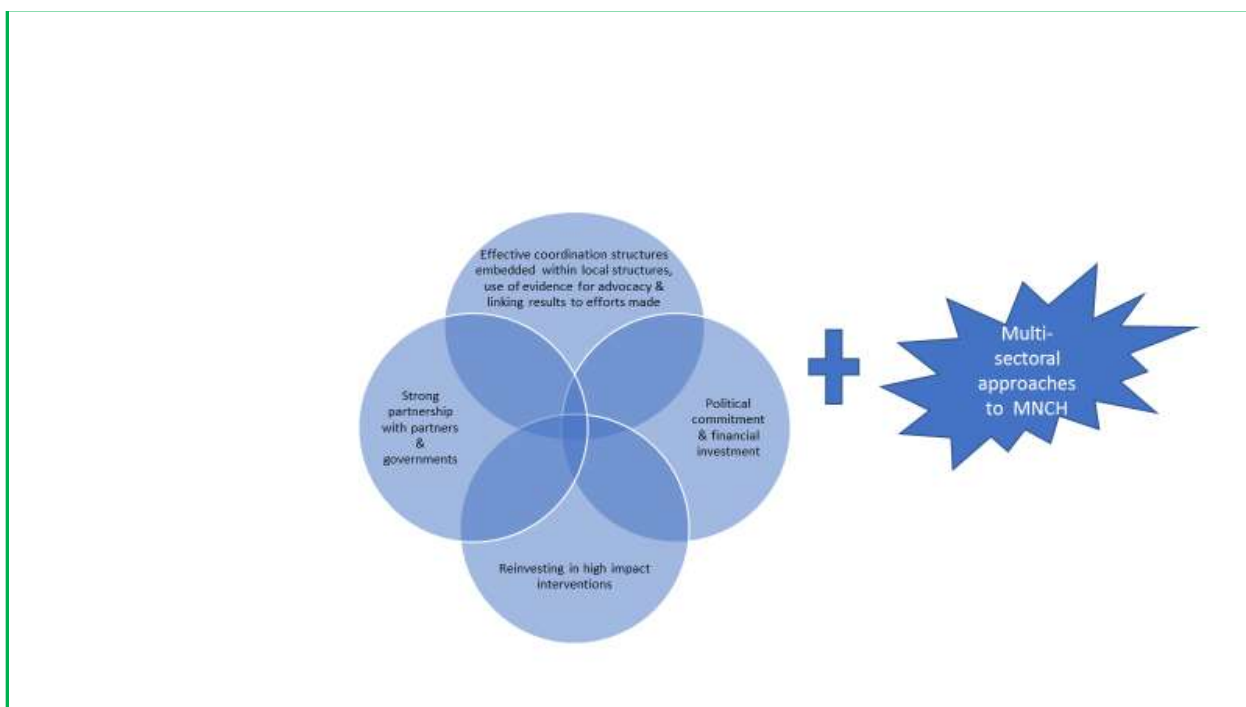 Effective coordination structures
embedded within local structures,
use of evidence for advocacy &
linking results to efforts made
Strong
partnership
with partners
&
governments
Political
commitment
& financial
investment
Reinvesting in high impact
interventions
Multi-
sectoral
approaches
to MNCH